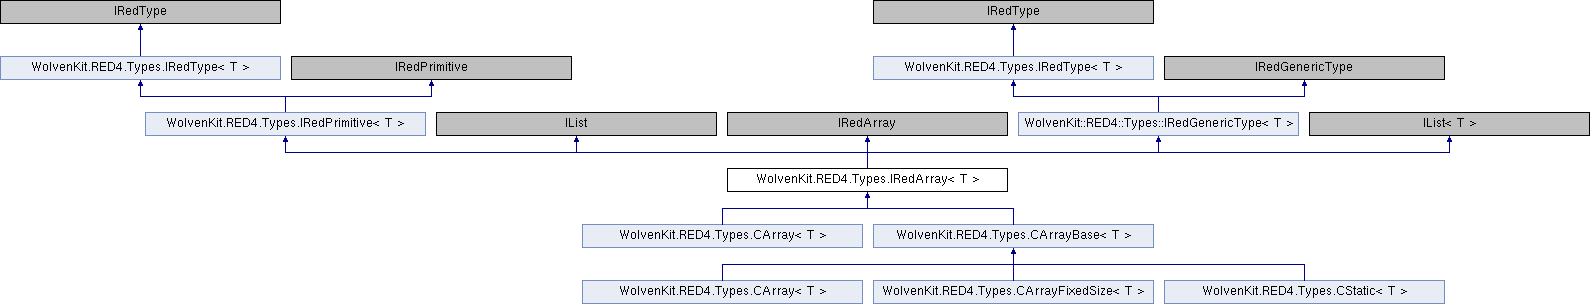 IRedType
IRedType
WolvenKit.RED4.Types.IRedType< T >
IRedPrimitive
WolvenKit.RED4.Types.IRedType< T >
IRedGenericType
WolvenKit.RED4.Types.IRedPrimitive< T >
IList
IRedArray
WolvenKit::RED4::Types::IRedGenericType< T >
IList< T >
WolvenKit.RED4.Types.IRedArray< T >
WolvenKit.RED4.Types.CArray< T >
WolvenKit.RED4.Types.CArrayBase< T >
WolvenKit.RED4.Types.CArray< T >
WolvenKit.RED4.Types.CArrayFixedSize< T >
WolvenKit.RED4.Types.CStatic< T >